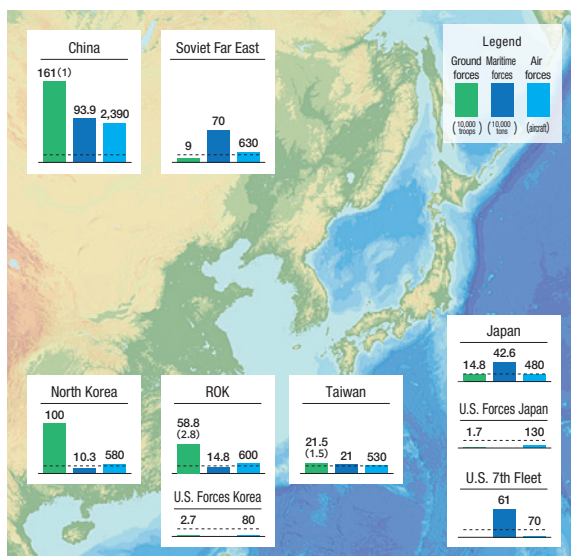 China
161(1)
93.9
2,390
Soviet Far East
9
70
630
Legend
Ground forces
Maritime forces
Air forces
(10,000 troops)
(10,000 tons)
(aircraft)
North Korea
100
10.3
580
ROK
58.8
(2.8)
14.8
600
U.S. Forces Korea
2.7
80
Taiwan
21.5
(1.5)
21
530
Japan
14.8
42.6
480
U.S. Forces Japan
1.7
130
U.S. 7th Fleet
61
70